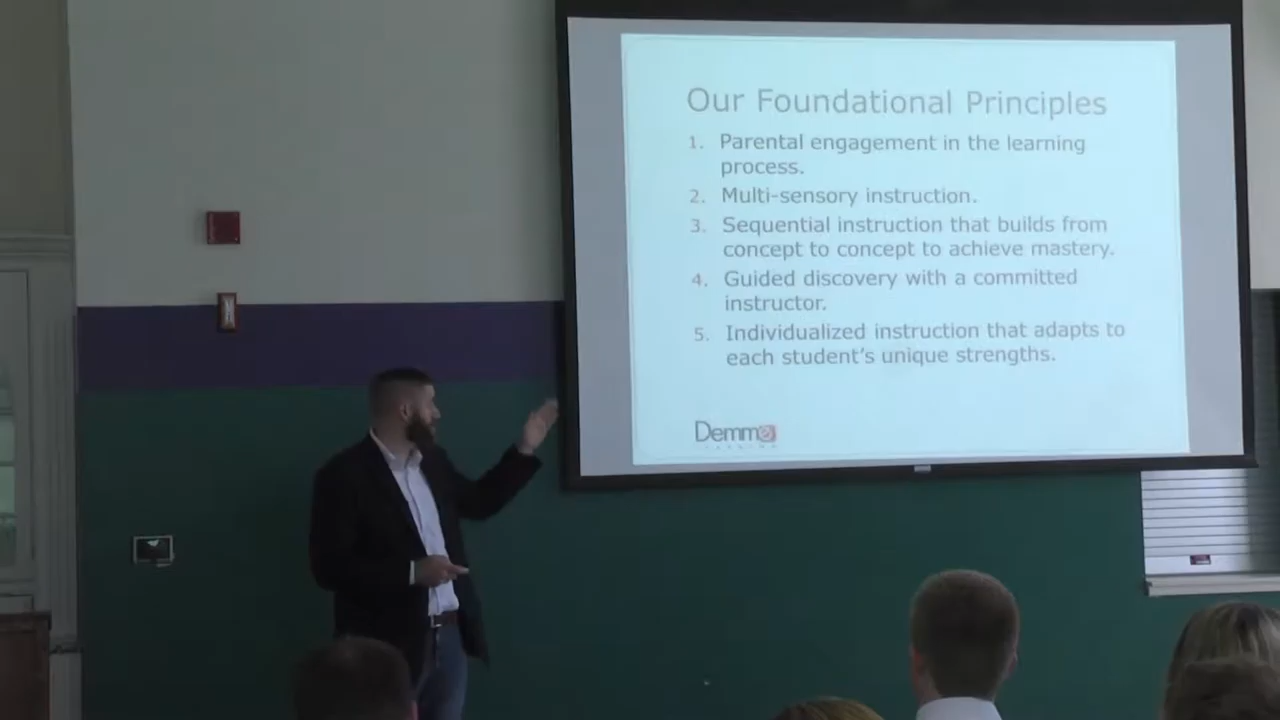 Our Foundational Principles
1. Parental engagement in the learning
process.
2. Multi-sensory instruction.
3. Sequential instruction that builds from
concept to concept to achieve mastery.
4. Guided discovery with a committed
instructor.
5. Individualized instruction that adapts to
each student's unique strengths.
Demme